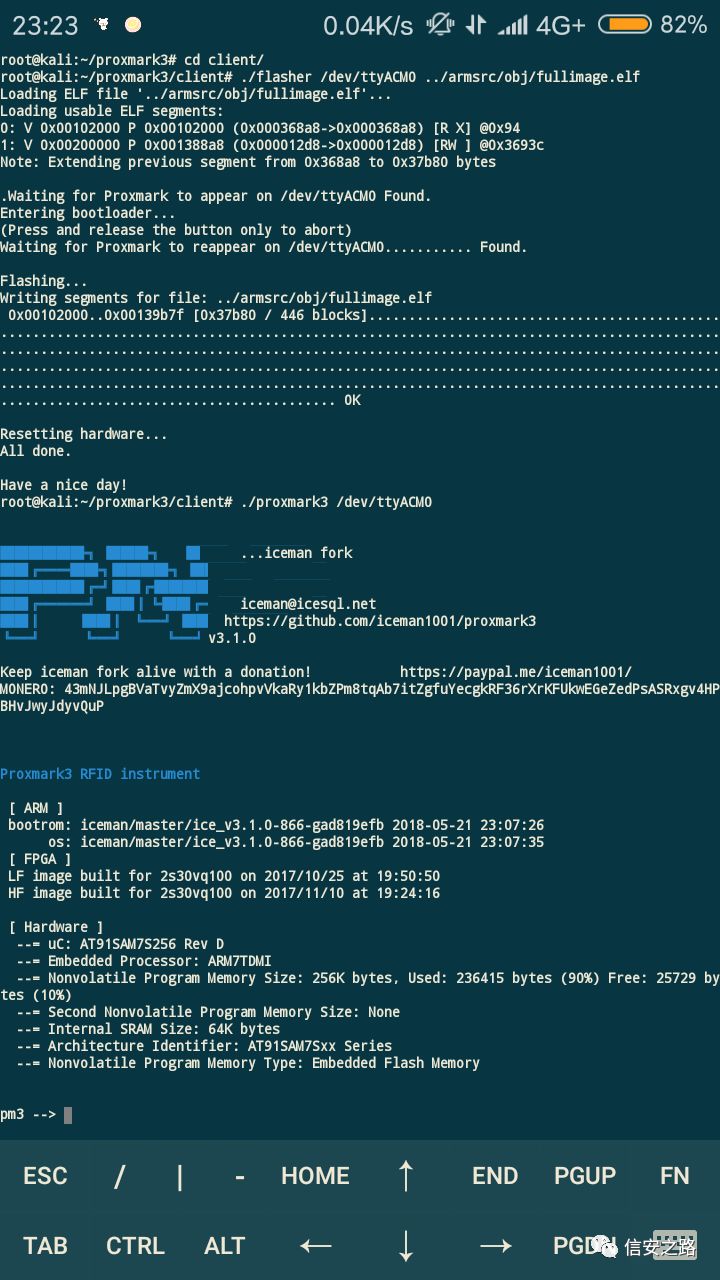 23:23 0.04K/s 4G+ 82%
root@kali:~/proxmark3# cd client/
root@kali:~/proxmark3/client# ./flasher /dev/ttyACM0 ../armsrc/obj/fullimage.elf
Loading ELF file '../armsrc/obj/fullimage.elf'...
Loading usable ELF segments:
0: V 0x00102000 P 0x00102000 (0x000368a8->0x000368a8) [R X] @0x94
1: V 0x00200000 P 0x001388a8 (0x000012d8->0x000012d8) [RW ] @0x3693c
Note: Extending previous segment from 0x368a8 to 0x37b80 bytes
.Waiting for Proxmark to appear on /dev/ttyACM0 Found.
Entering bootloader...
(Press and release the button only to abort)
Waiting for Proxmark to reappear on /dev/ttyACM0........... Found.
Flashing...
Writing segments for file: ../armsrc/obj/fullimage.elf
0x00102000..0x00139b7f [0x37b80 / 446 blocks]............................................
..........................................................................................
..........................................................................................
..........................................................................................
..........................................................................................
.......................................... OK
Resetting hardware...
All done.
Have a nice day!
root@kali:~/proxmark3/client# ./proxmark3 /dev/ttyACM0
...iceman fork
iceman@icesql.net
https://github.com/iceman1001/proxmark3
v3.1.0
Keep iceman fork alive with a donation! https://paypal.me/iceman1001/
MONERO: 43mNJLpgBVaTvyZmX9ajcohpvVkaRy1kbZPm8tqAb7itZgfuYecgkRF36rXrKFUkwEGeZedPsASRxgv4HP
BHvJwyJdyvQuP
Proxmark3 RFID instrument
[ ARM ]
bootrom: iceman/master/ice_v3.1.0-866-gad819efb 2018-05-21 23:07:26
os: iceman/master/ice_v3.1.0-866-gad819efb 2018-05-21 23:07:35
[ FPGA ]
LF image built for 2s30vq100 on 2017/10/25 at 19:50:50
HF image built for 2s30vq100 on 2017/11/10 at 19:24:16
[ Hardware ]
--= uC: AT91SAM7S256 Rev D
--= Embedded Processor: ARM7TDMI
--= Nonvolatile Program Memory Size: 256K bytes, Used: 236415 bytes (90%) Free: 25729 by
tes (10%)
--= Second Nonvolatile Program Memory Size: None
--= Internal SRAM Size: 64K bytes
--= Architecture Identifier: AT91SAM7Sxx Series
--= Nonvolatile Program Memory Type: Embedded Flash Memory
pm3 -->
ESC / | - HOME ↑ END PGUP FN
TAB CTRL ALT ← ↓ → 信安之路